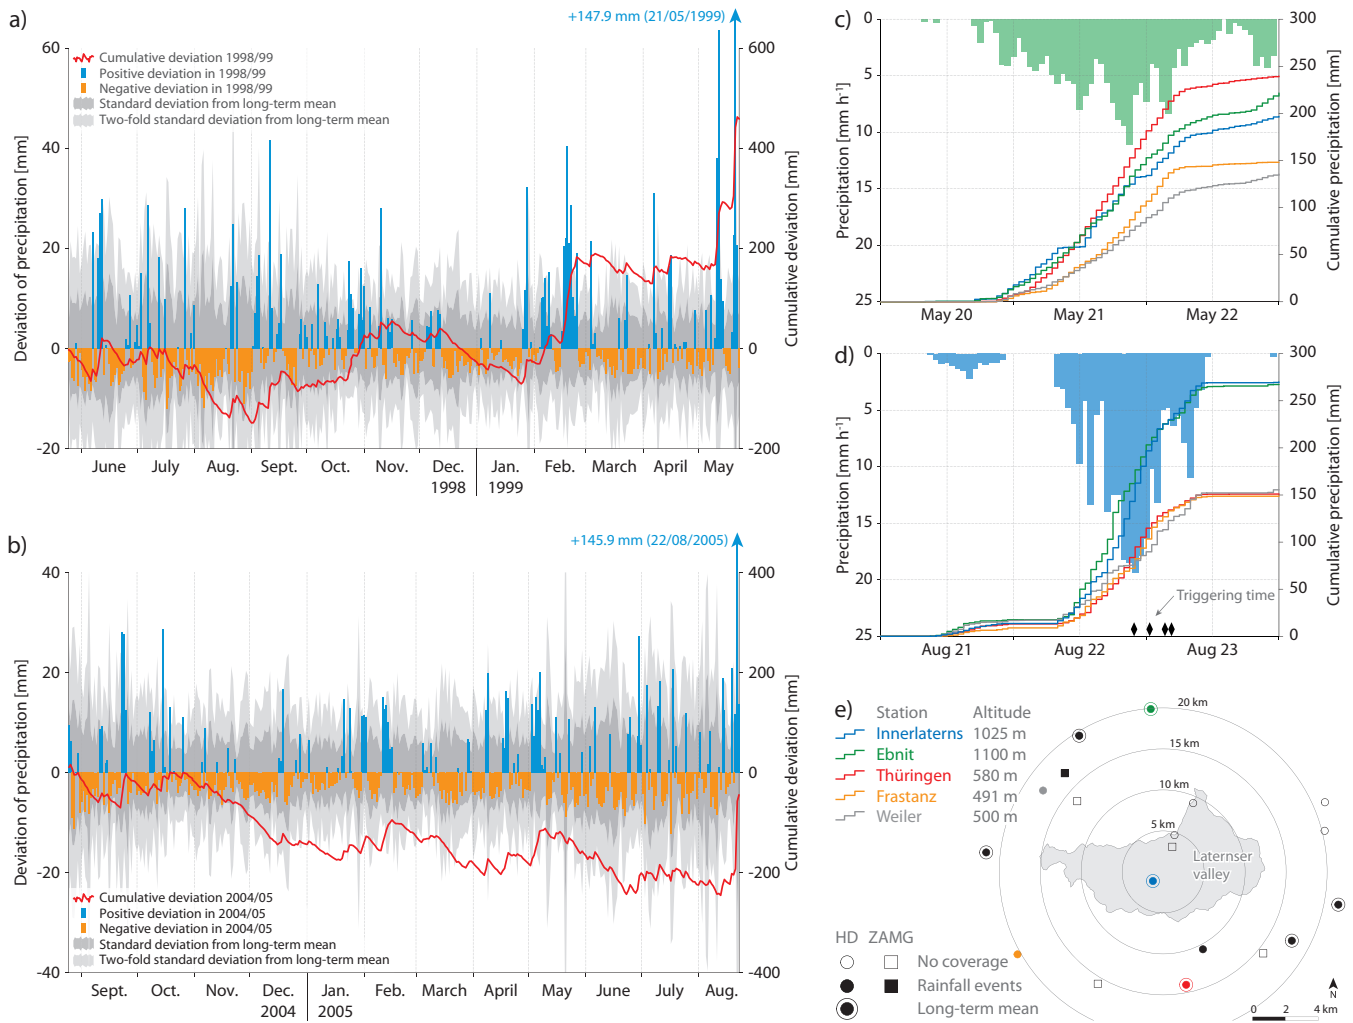 a)
+147.9 mm (21/05/1999)
60
40
20
0
-20
Deviation of precipitation [mm]
600
400
200
0
-200
Cumulative deviation [mm]
Cumulative deviation 1998/99
Positive deviation in 1998/99
Negative deviation in 1998/99
Standard deviation from long-term mean
Two-fold standard deviation from long-term mean
June July Aug. Sept. Oct. Nov. Dec. Jan. Feb. March April May
1998 1999
b)
+145.9 mm (22/08/2005)
40
20
0
-20
-40
Deviation of precipitation [mm]
400
200
0
-200
-400
Cumulative deviation [mm]
Cumulative deviation 2004/05
Positive deviation in 2004/05
Negative deviation in 2004/05
Standard deviation from long-term mean
Two-fold standard deviation from long-term mean
Sept. Oct. Nov. Dec. Jan. Feb. March April May June July Aug.
2004 2005
c)
0
5
10
15
20
25
Precipitation [mm h⁻¹]
300
250
200
150
100
50
0
Cumulative precipitation [mm]
May 20 May 21 May 22
d)
0
5
10
15
20
25
Precipitation [mm h⁻¹]
300
250
200
150
100
50
0
Cumulative precipitation [mm]
Triggering time
Aug 21 Aug 22 Aug 23
e)
Station Altitude
Innerlaterns 1025 m
Ebnit 1100 m
Thüringen 580 m
Frastanz 491 m
Weiler 500 m
20 km
15 km
10 km
5 km
Laternser
valley
HD ZAMG
No coverage
Rainfall events
Long-term mean
N
0 2 4 km